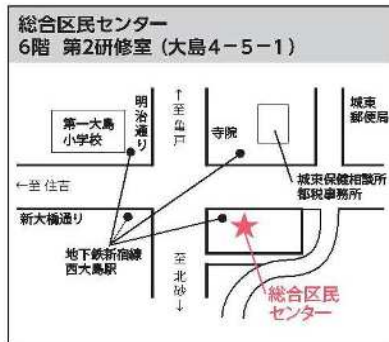 総合区民センター
6階 第2研修室(大島4-5-1)
明治通り
←至亀戸
第一大島
小学校
寺院
城東
郵便局
←至 住吉
城東保健相談所
都税事務所
新大橋通り
地下鉄新宿線
西大島駅
至北砂→
総合区民
センター